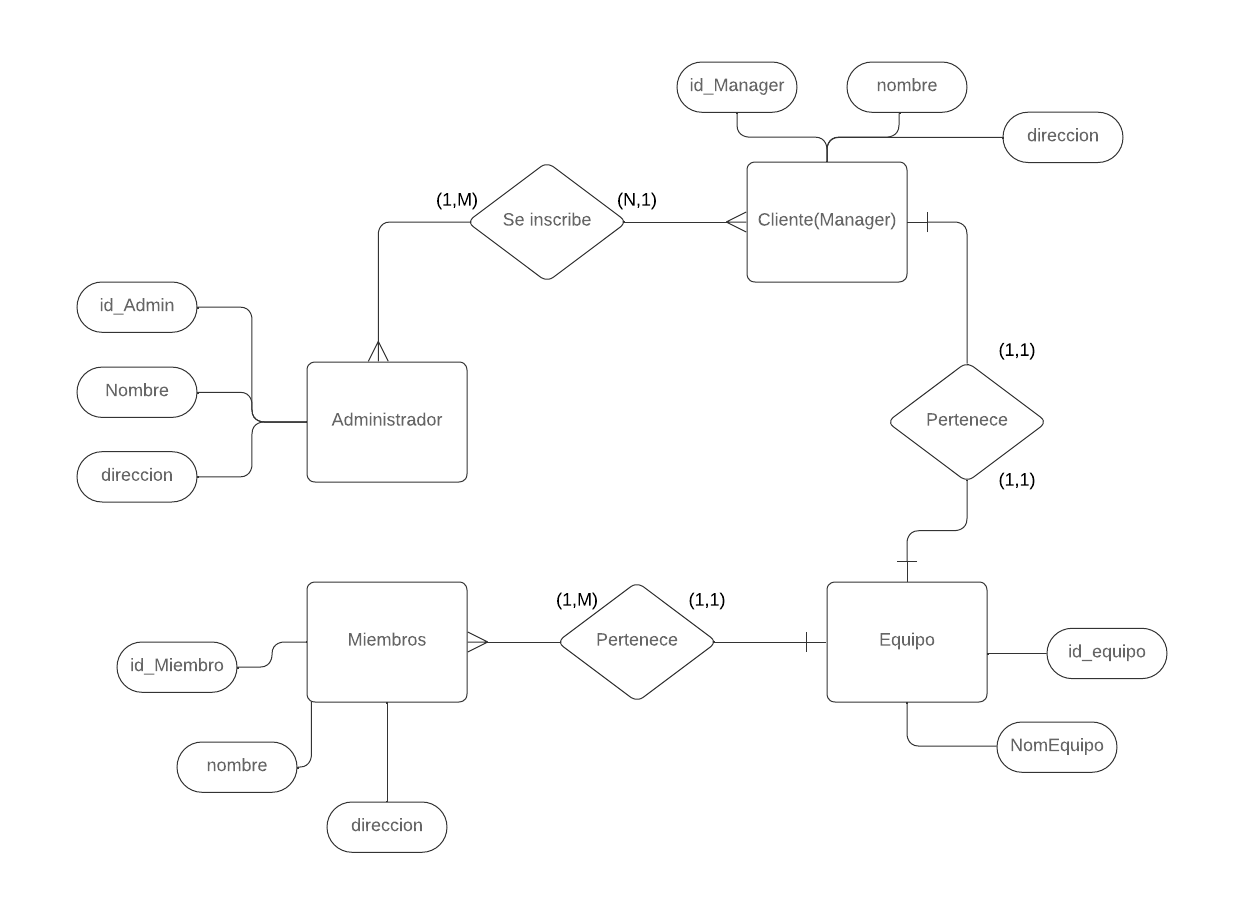 id_Manager
nombre
direccion
(1,M)
Se inscribe
(N,1)
Cliente(Manager)
id_Admin
Nombre
direccion
Administrador
(1,1)
Pertenece
(1,1)
Miembros
(1,M)
Pertenece
(1,1)
Equipo
id_equipo
id_Miembro
NomEquipo
nombre
direccion